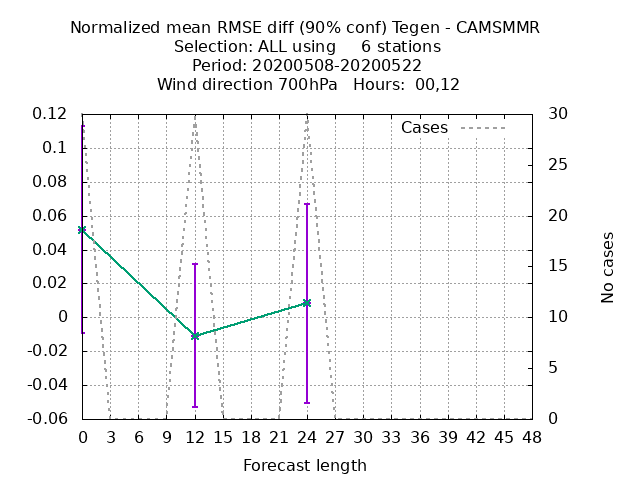 Normalized mean RMSE diff (90% conf) Tegen - CAMSMMR
Selection: ALL using     6 stations
Period: 20200508-20200522
Wind direction 700hPa   Hours:  00,12
Cases
0.12
0.1
0.08
0.06
0.04
0.02
0
-0.02
-0.04
-0.06
30
25
20
15
10
5
0
No cases
0 3 6 9 12 15 18 21 24 27 30 33 36 39 42 45 48
Forecast length